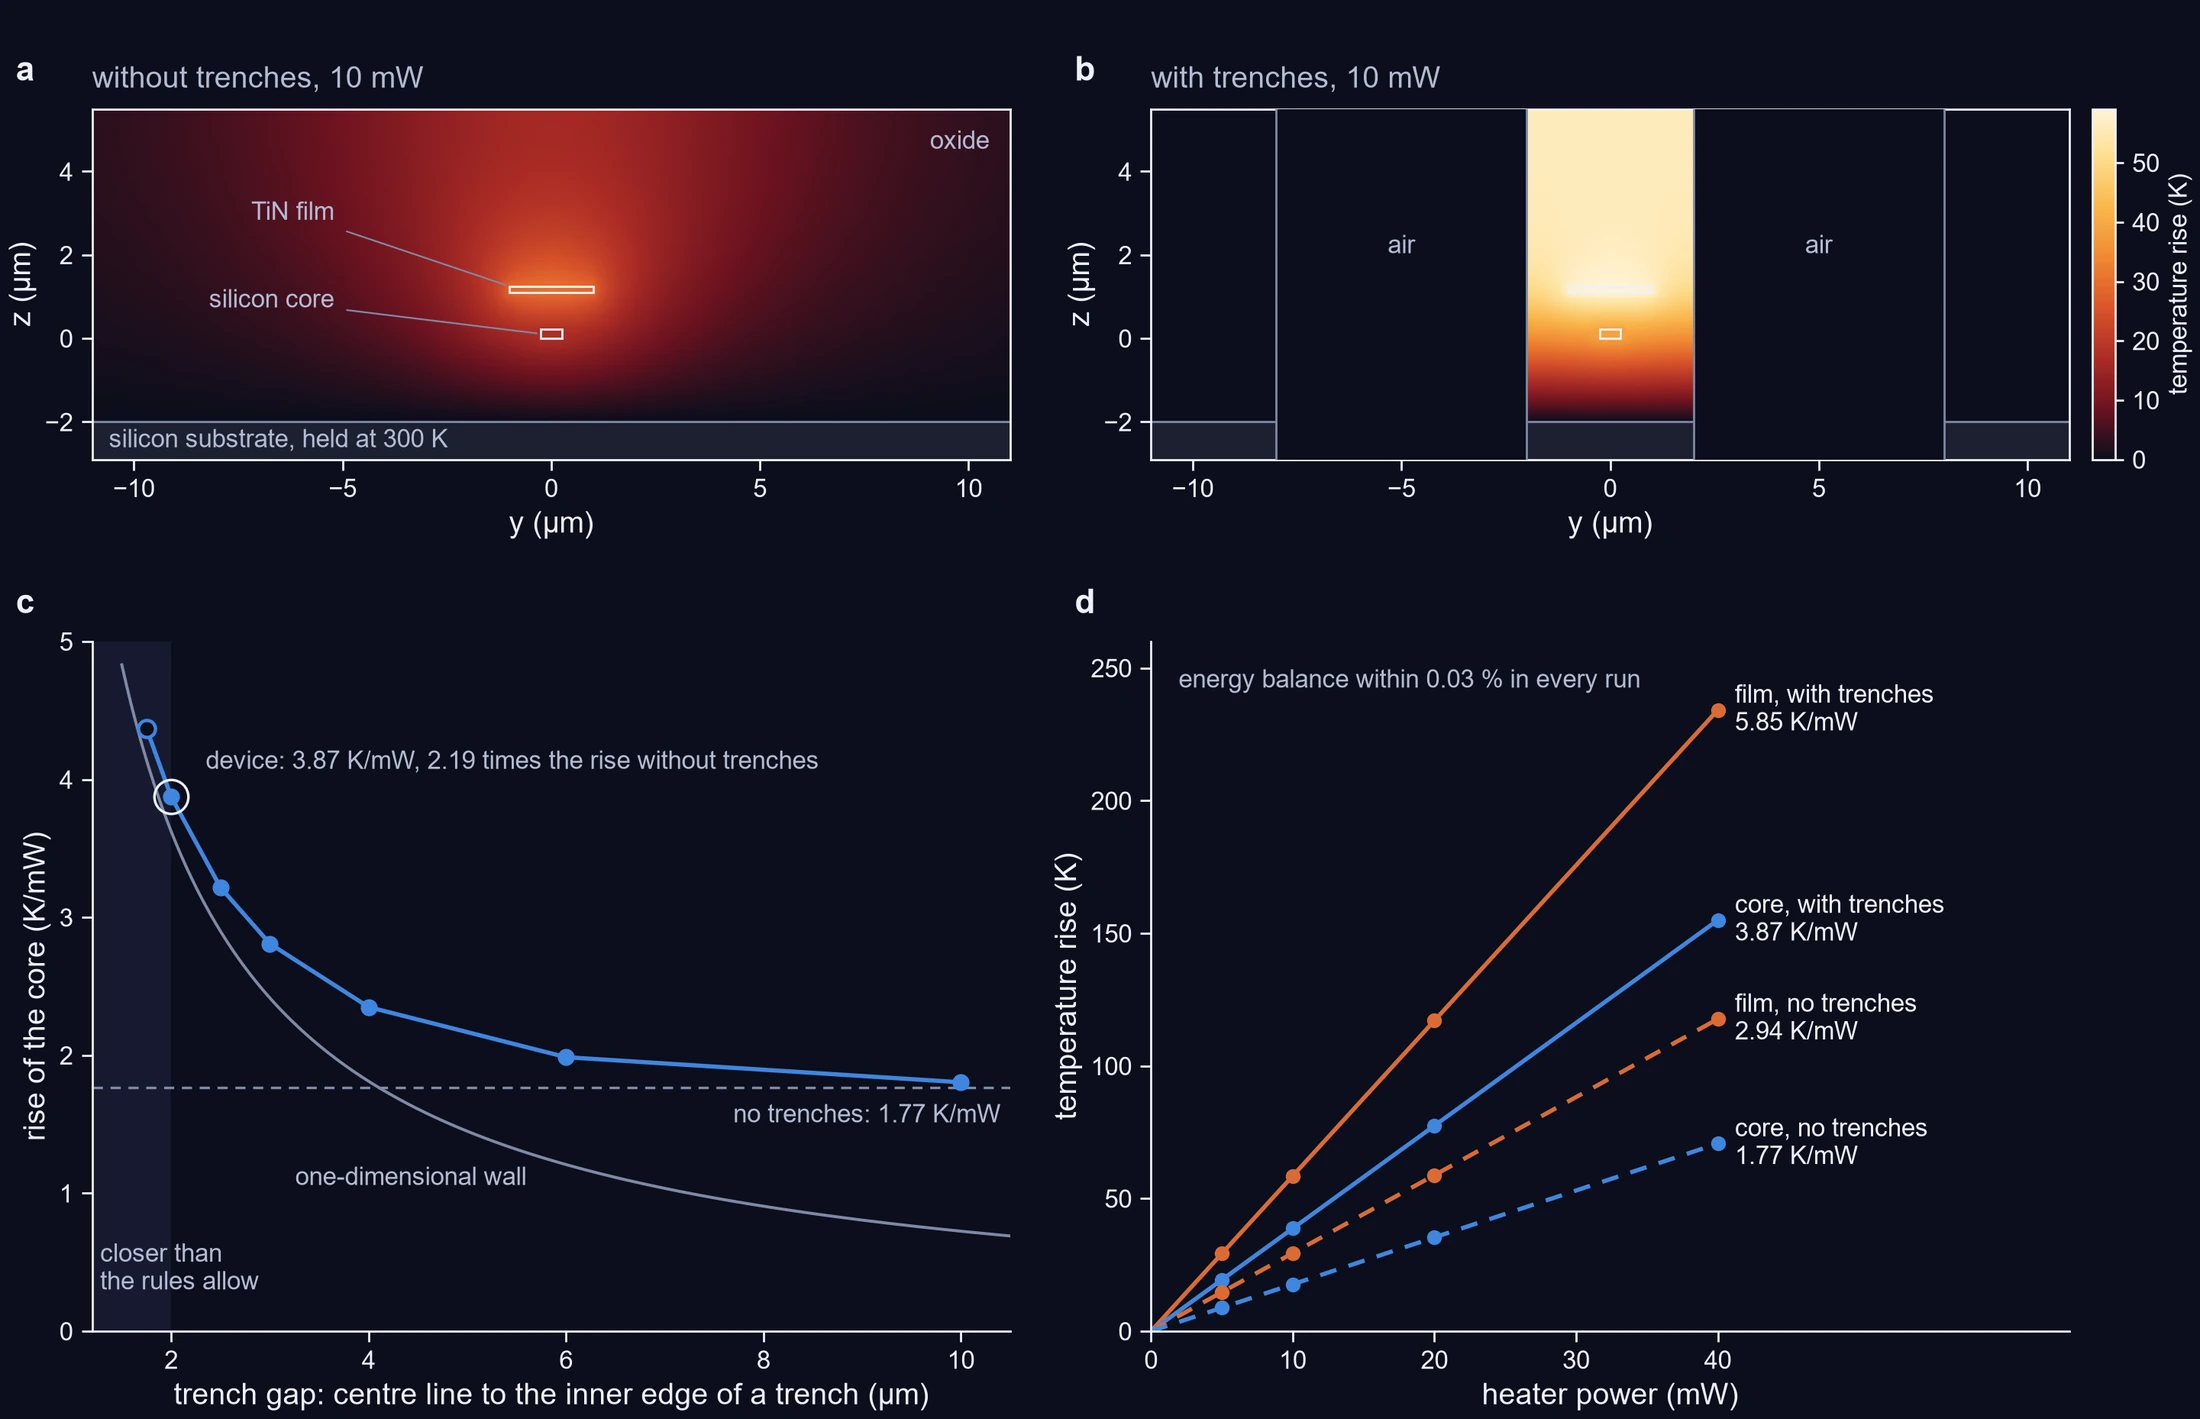 a
without trenches, 10 mW
oxide
TiN film
silicon core
silicon substrate, held at 300 K
4
2
0
−2
z (µm)
−10
−5
0
5
10
y (µm)
b
with trenches, 10 mW
air
air
4
2
0
−2
z (µm)
−10
−5
0
5
10
y (µm)
50
40
30
20
10
0
temperature rise (K)
c
5
4
3
2
1
0
rise of the core (K/mW)
device: 3.87 K/mW, 2.19 times the rise without trenches
no trenches: 1.77 K/mW
one-dimensional wall
closer than
the rules allow
2
4
6
8
10
trench gap: centre line to the inner edge of a trench (µm)
d
250
200
150
100
50
0
temperature rise (K)
energy balance within 0.03 % in every run
film, with trenches
5.85 K/mW
core, with trenches
3.87 K/mW
film, no trenches
2.94 K/mW
core, no trenches
1.77 K/mW
0
10
20
30
40
heater power (mW)